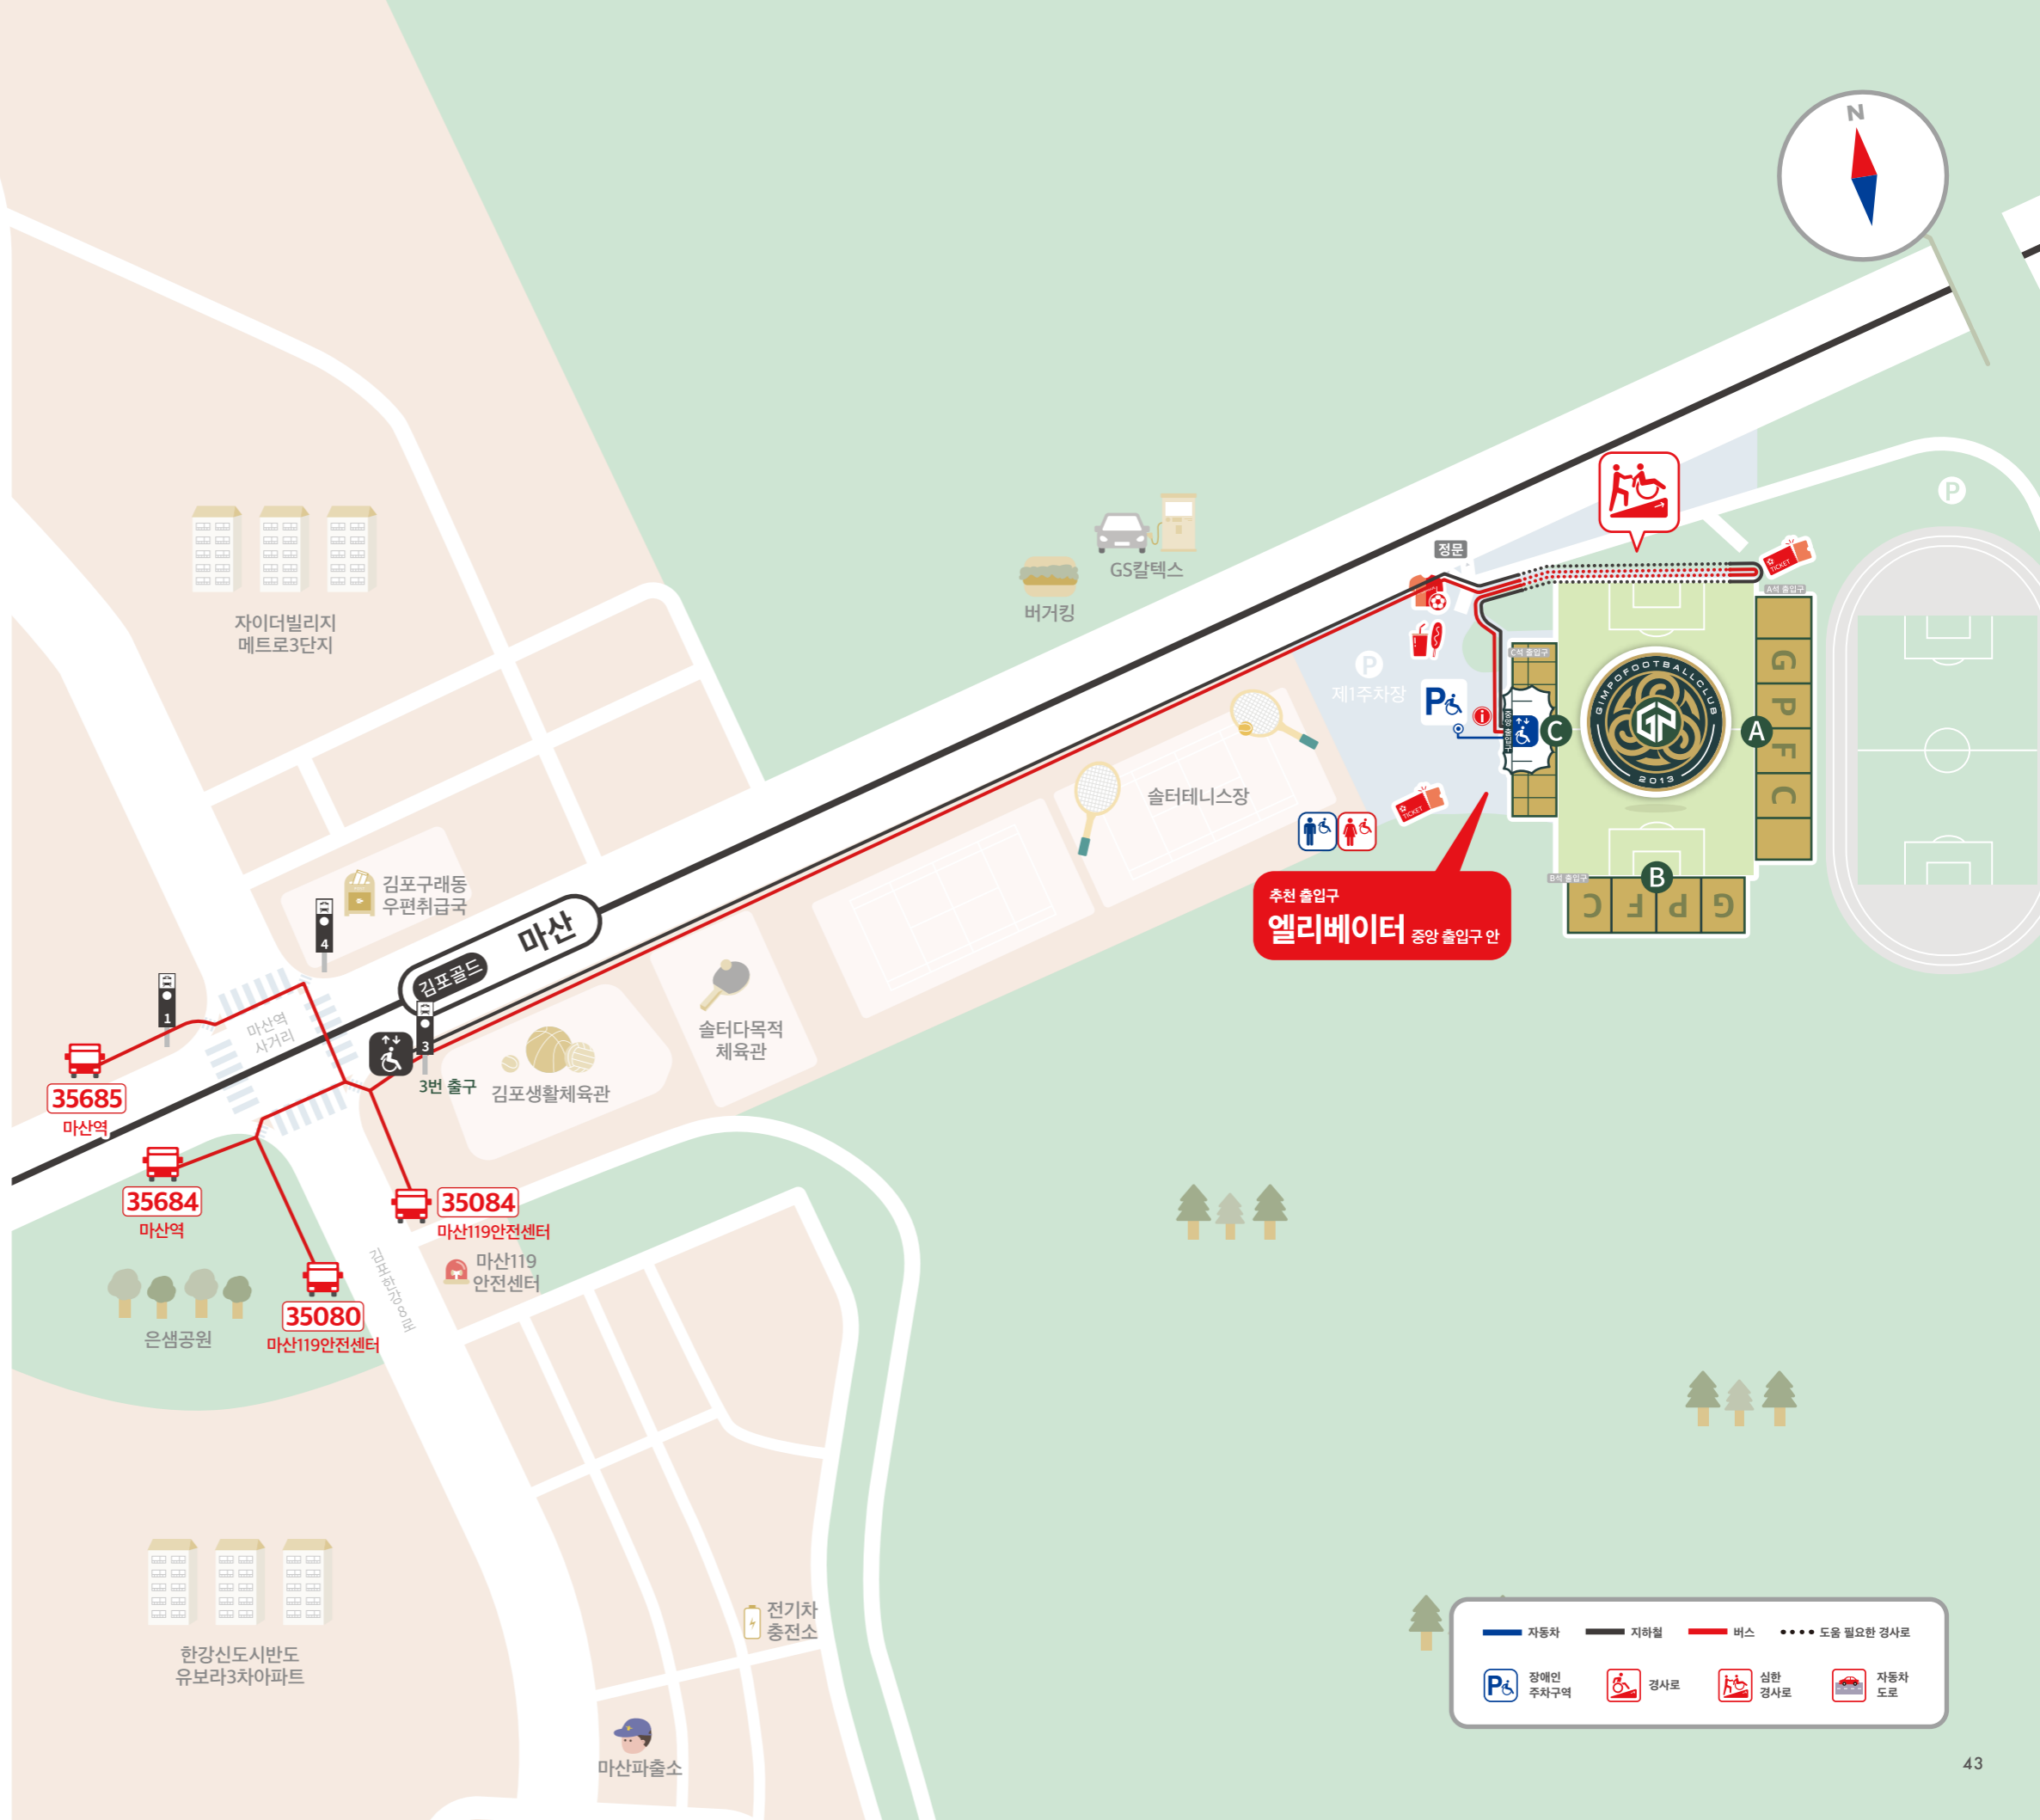 N
자이더빌리지
메트로3단지
GS칼텍스
버거킹
정문
TICKET
A석 출입구
C석 출입구
P
P
제1주차장
P
중앙 출입구
GIMPOFOOTBALLCLUB
2013
C
A
G
P
F
C
B
B석 출입구
G
P
F
C
솔터테니스장
TICKET
추천 출입구
엘리베이터 중앙 출입구 안
김포구래동
우편취급국
4
마산
김포골드
1
마산역
사거리
3
3번 출구
솔터다목적
체육관
김포생활체육관
35685
마산역
35684
마산역
35084
마산119안전센터
마산119
안전센터
35080
마산119안전센터
김포한강8로
은샘공원
한강신도시반도
유보라3차아파트
전기차
충전소
마산파출소
자동차
지하철
버스
도움 필요한 경사로
P
장애인
주차구역
경사로
심한
경사로
자동차
도로
43